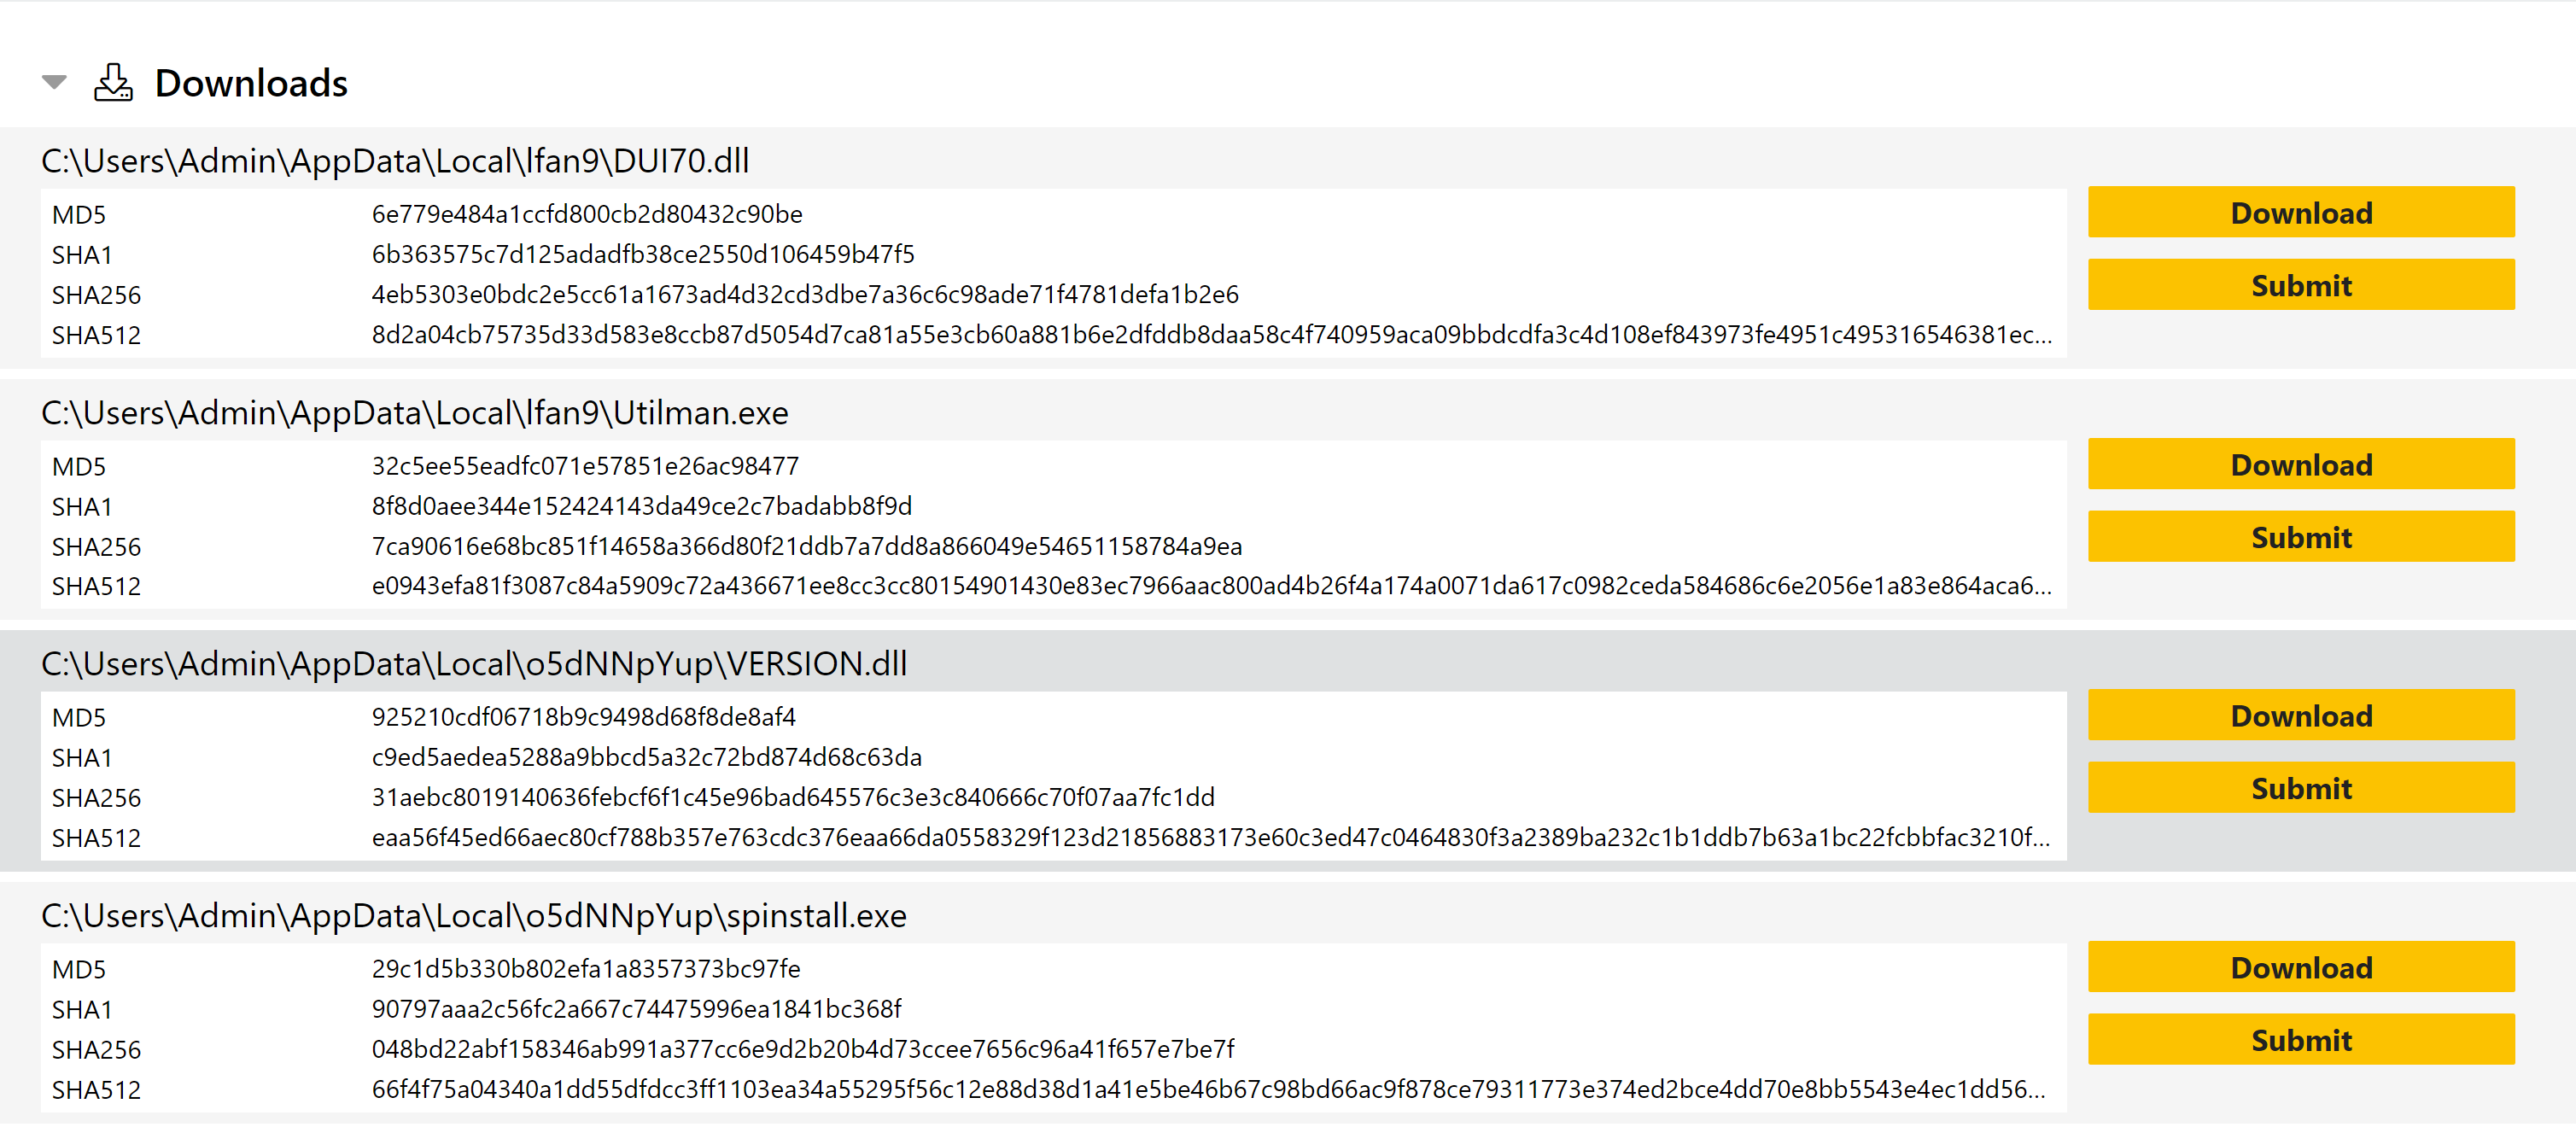 Downloads
C:\Users\Admin\AppData\Local\lfan9\DUI70.dll
MD5 6e779e484a1ccfd800cb2d80432c90be
Download
SHA1 6b363575c7d125adadfb38ce2550d106459b47f5
SHA256 4eb5303e0bdc2e5cc61a1673ad4d32cd3dbe7a36c6c98ade71f4781defa1b2e6
Submit
SHA512 8d2a04cb75735d33d583e8ccb87d5054d7ca81a55e3cb60a881b6e2dfddb8daa58c4f740959aca09bbdcdfa3c4d108ef843973fe4951c495316546381ec...
C:\Users\Admin\AppData\Local\lfan9\Utilman.exe
MD5 32c5ee55eadfc071e57851e26ac98477
Download
SHA1 8f8d0aee344e152424143da49ce2c7badabb8f9d
SHA256 7ca90616e68bc851f14658a366d80f21ddb7a7dd8a866049e54651158784a9ea
Submit
SHA512 e0943efa81f3087c84a5909c72a436671ee8cc3cc80154901430e83ec7966aac800ad4b26f4a174a0071da617c0982ceda584686c6e2056e1a83e864aca6...
C:\Users\Admin\AppData\Local\o5dNNpYup\VERSION.dll
MD5 925210cdf06718b9c9498d68f8de8af4
Download
SHA1 c9ed5aedea5288a9bbcd5a32c72bd874d68c63da
SHA256 31aebc8019140636febcf6f1c45e96bad645576c3e3c840666c70f07aa7fc1dd
Submit
SHA512 eaa56f45ed66aec80cf788b357e763cdc376eaa66da0558329f123d21856883173e60c3ed47c0464830f3a2389ba232c1b1ddb7b63a1bc22fcbbfac3210f...
C:\Users\Admin\AppData\Local\o5dNNpYup\spinstall.exe
MD5 29c1d5b330b802efa1a8357373bc97fe
Download
SHA1 90797aaa2c56fc2a667c74475996ea1841bc368f
SHA256 048bd22abf158346ab991a377cc6e9d2b20b4d73ccee7656c96a41f657e7be7f
Submit
SHA512 66f4f75a04340a1dd55dfdcc3ff1103ea34a55295f56c12e88d38d1a41e5be46b67c98bd66ac9f878ce79311773e374ed2bce4dd70e8bb5543e4ec1dd56...